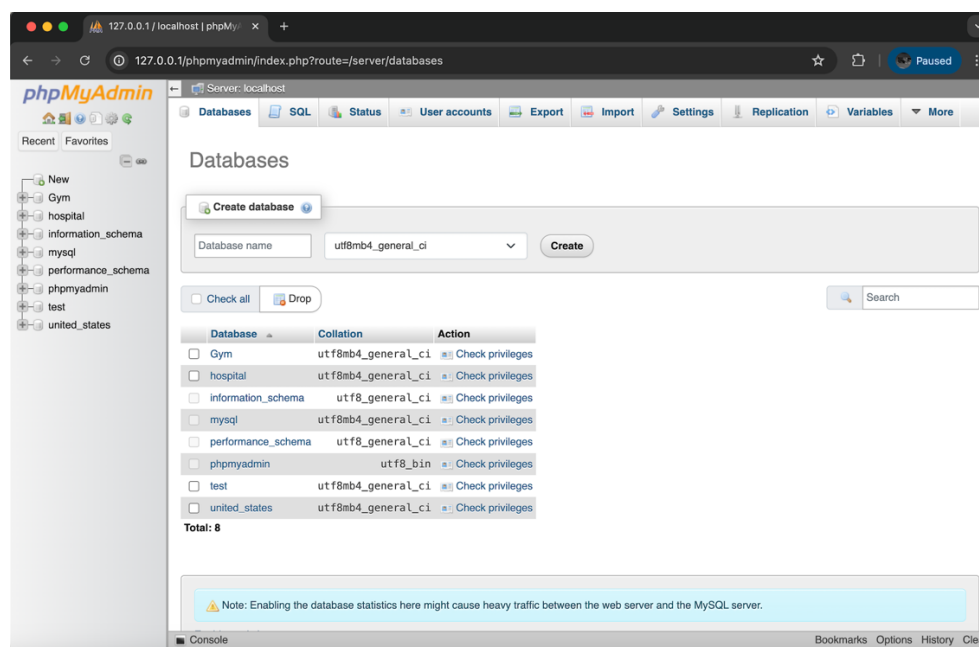 127.0.0.1 / localhost | phpMyA
127.0.0.1/phpmyadmin/index.php?route=/server/databases
Paused
phpMyAdmin
Recent Favorites
New
Gym
hospital
information_schema
mysql
performance_schema
phpmyadmin
test
united_states
Server: localhost
Databases SQL Status User accounts Export Import Settings Replication Variables More
Databases
Create database
Database name utf8mb4_general_ci Create
Check all Drop Search
Database Collation Action
Gym utf8mb4_general_ci Check privileges
hospital utf8mb4_general_ci Check privileges
information_schema utf8_general_ci Check privileges
mysql utf8mb4_general_ci Check privileges
performance_schema utf8_general_ci Check privileges
phpmyadmin utf8_bin Check privileges
test utf8mb4_general_ci Check privileges
united_states utf8mb4_general_ci Check privileges
Total: 8
Note: Enabling the database statistics here might cause heavy traffic between the web server and the MySQL server.
Console Bookmarks Options History Cle